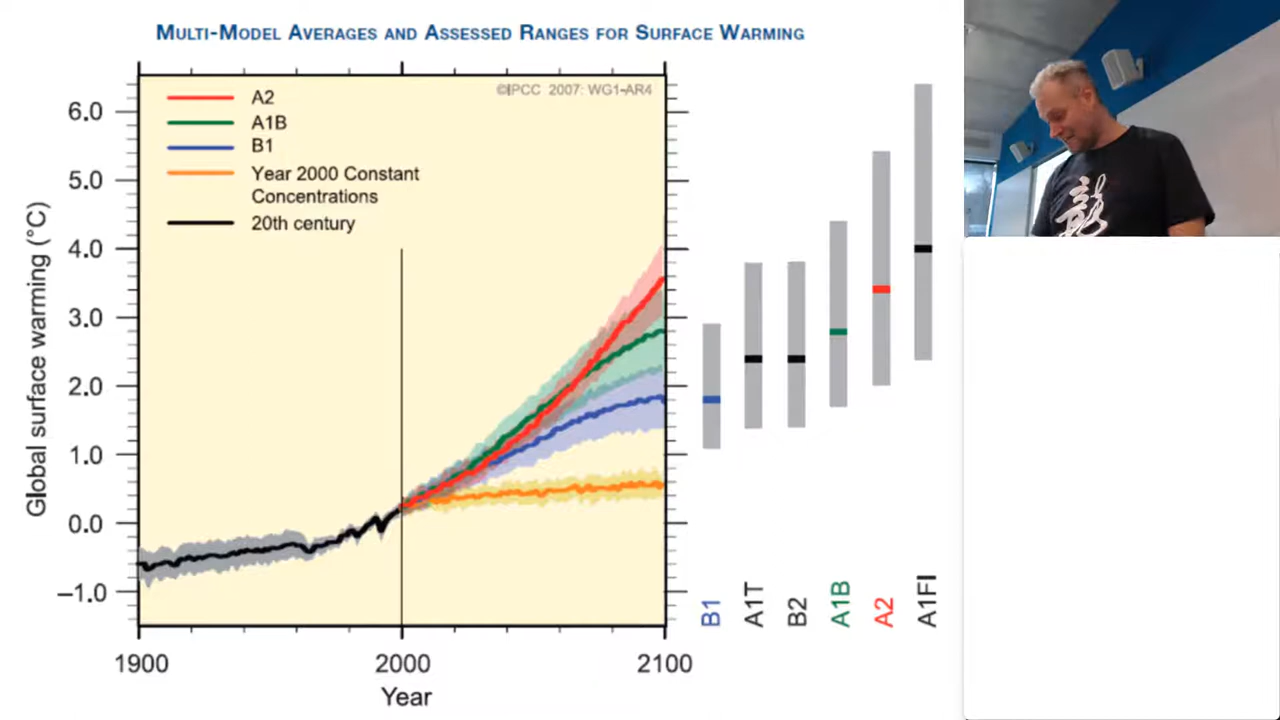 MULTI-MODEL AVERAGES AND ASSESSED RANGES FOR SURFACE WARMING
©IPCC 2007: WG1-AR4
A2
A1B
B1
Year 2000 Constant
Concentrations
20th century
Global surface warming (°C)
6.0
5.0
4.0
3.0
2.0
1.0
0.0
−1.0
1900
2000
2100
Year
B1
A1T
B2
A1B
A2
A1FI